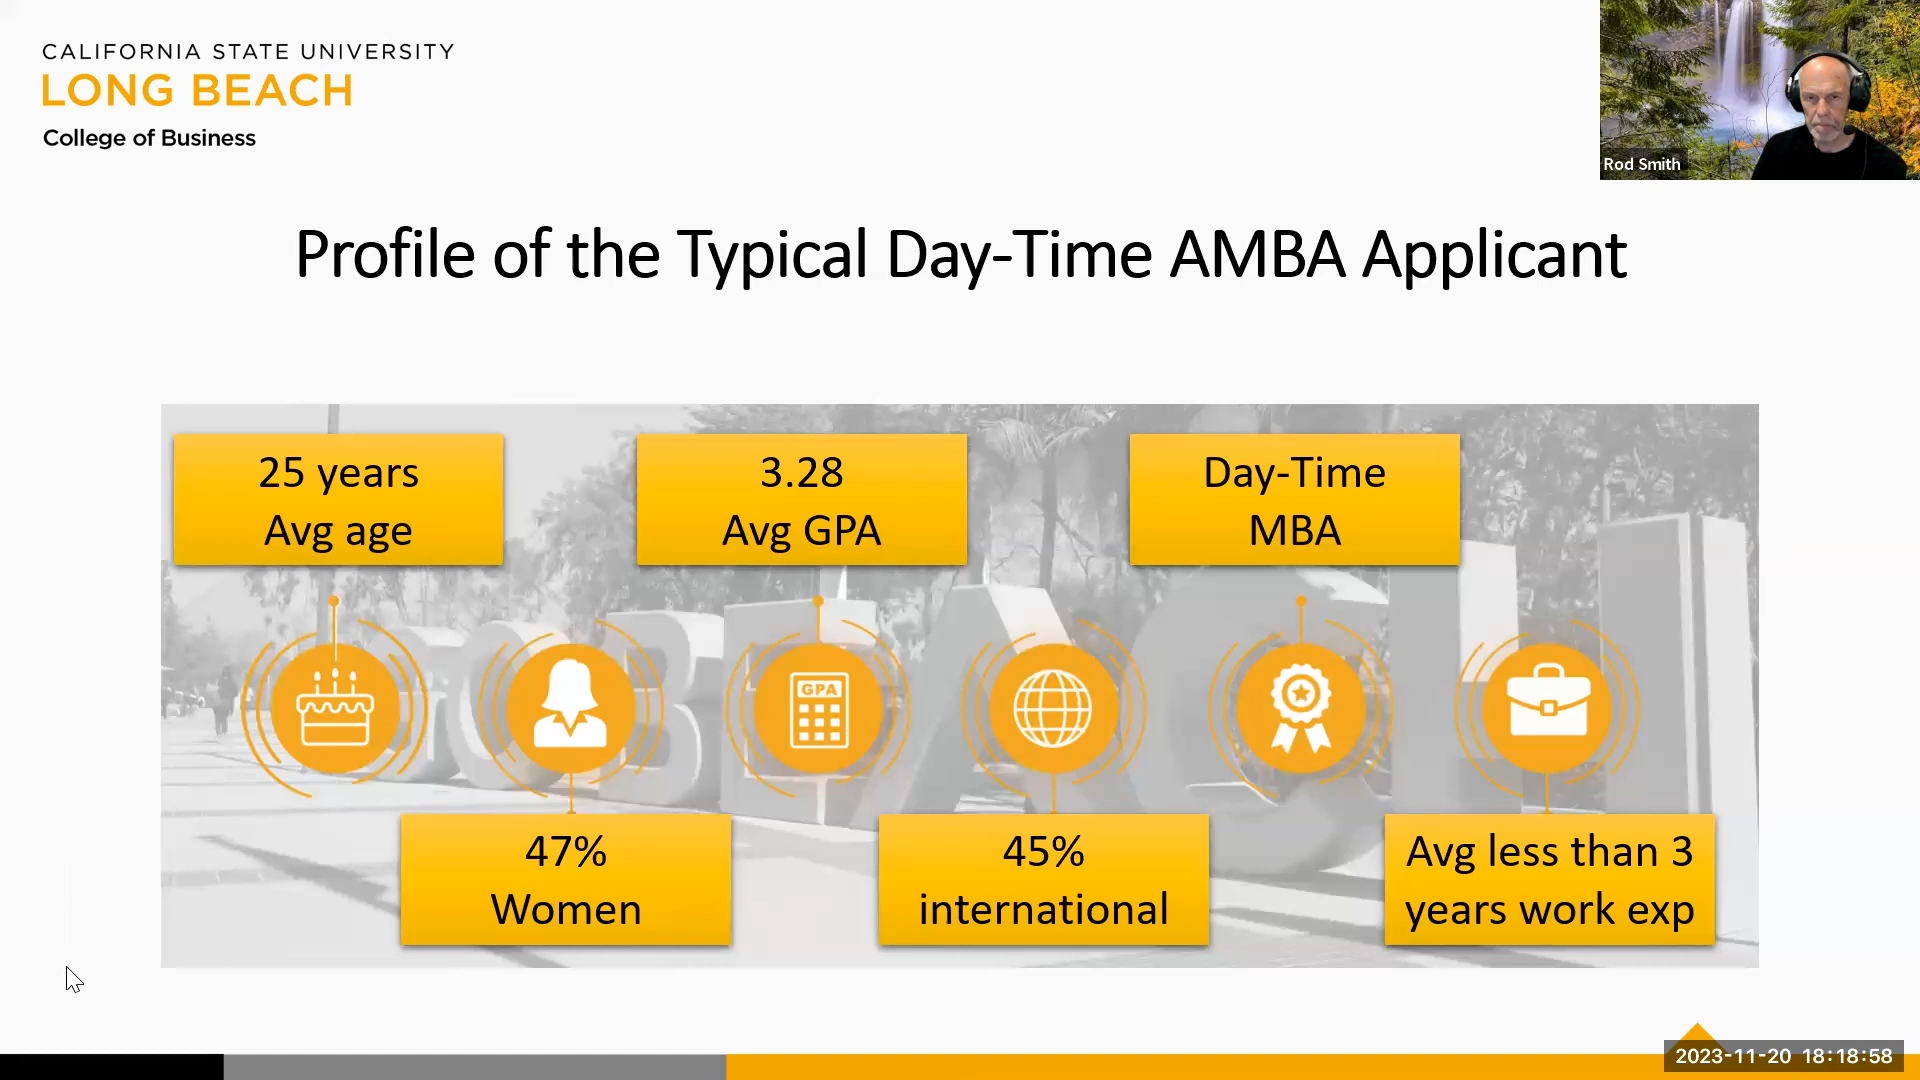 CALIFORNIA STATE UNIVERSITY
LONG BEACH
College of Business
Rod Smith
Profile of the Typical Day-Time AMBA Applicant
25 years
Avg age
3.28
Avg GPA
Day-Time
MBA
GPA
47%
Women
45%
international
Avg less than 3
years work exp
2023-11-20 18:18:58